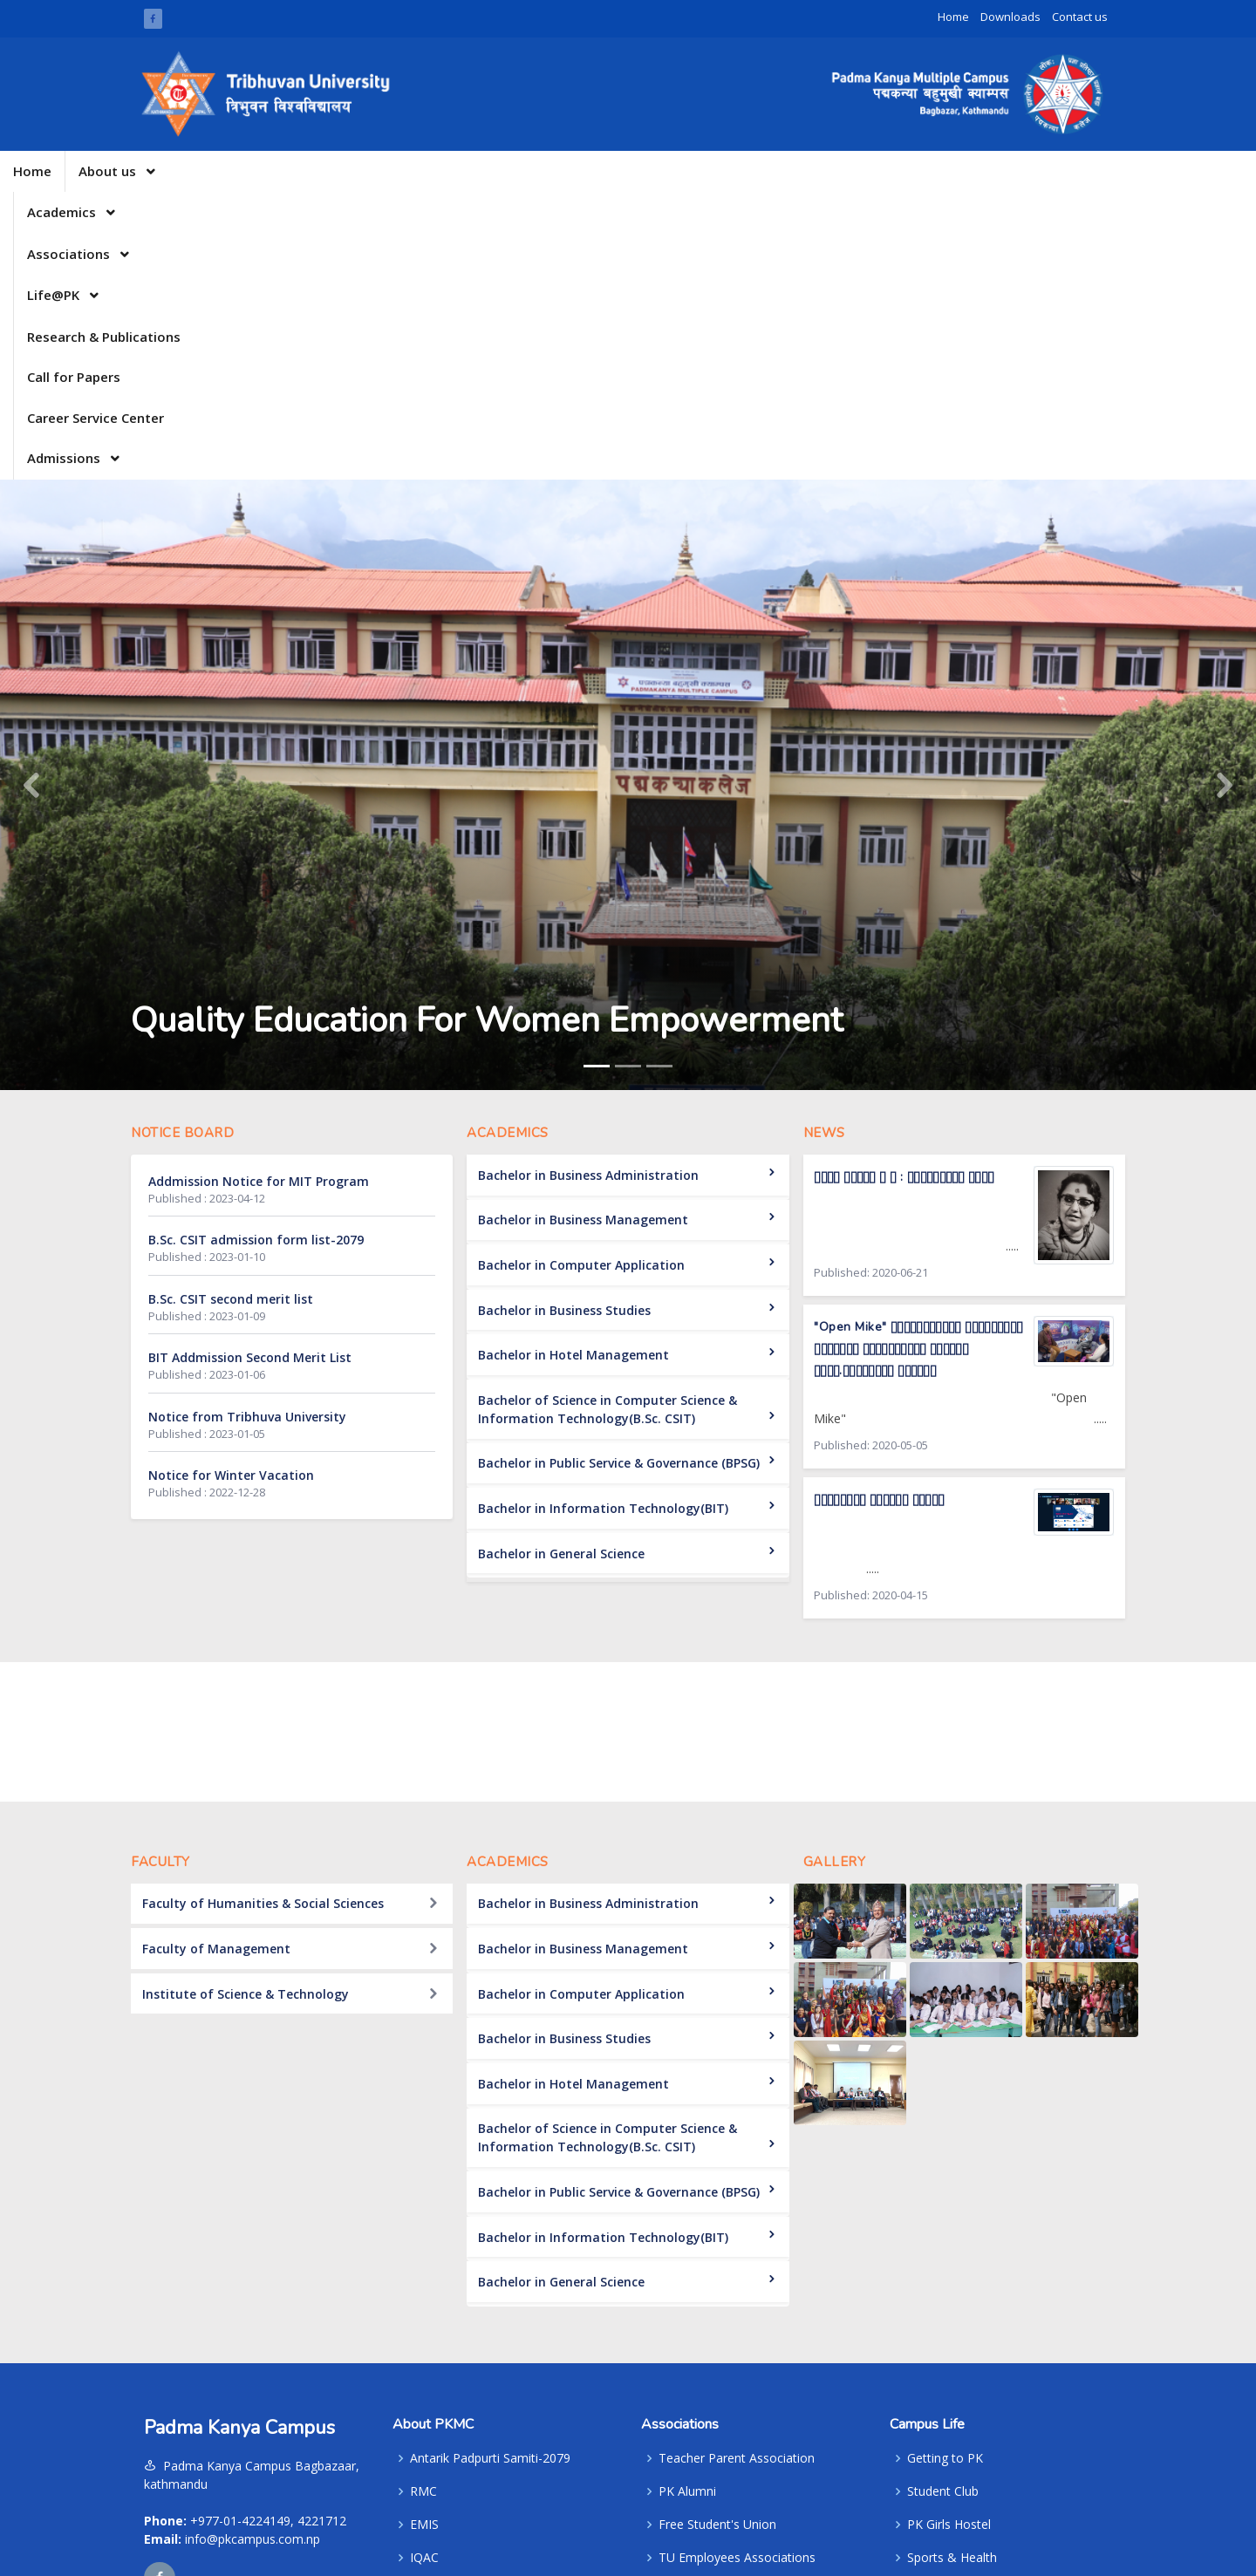 Home Downloads Contact us
Tribhuvan University
त्रिभुवन विश्वविद्यालय
Padma Kanya Multiple Campus
पद्मकन्या बहुमुखी क्याम्पस
Bagbazar, Kathmandu
Home About us
Academics
Associations
Life@PK
Research & Publications
Call for Papers
Career Service Center
Admissions
पद्मकन्या बहुमुखी क्याम्पस
PADMAKANYA MULTIPLE CAMPUS
पद्मकन्याकलेज
Quality Education For Women Empowerment
NOTICE BOARD
Addmission Notice for MIT Program
Published : 2023-04-12
B.Sc. CSIT admission form list-2079
Published : 2023-01-10
B.Sc. CSIT second merit list
Published : 2023-01-09
BIT Addmission Second Merit List
Published : 2023-01-06
Notice from Tribhuva University
Published : 2023-01-05
Notice for Winter Vacation
Published : 2022-12-28
ACADEMICS
Bachelor in Business Administration
Bachelor in Business Management
Bachelor in Computer Application
Bachelor in Business Studies
Bachelor in Hotel Management
Bachelor of Science in Computer Science &
Information Technology(B.Sc. CSIT)
Bachelor in Public Service & Governance (BPSG)
Bachelor in Information Technology(BIT)
Bachelor in General Science
NEWS
:
.....
Published: 2020-06-21
"Open Mike"
"Open
Mike" .....
Published: 2020-05-05
.....
Published: 2020-04-15
FACULTY
Faculty of Humanities & Social Sciences
Faculty of Management
Institute of Science & Technology
ACADEMICS
Bachelor in Business Administration
Bachelor in Business Management
Bachelor in Computer Application
Bachelor in Business Studies
Bachelor in Hotel Management
Bachelor of Science in Computer Science &
Information Technology(B.Sc. CSIT)
Bachelor in Public Service & Governance (BPSG)
Bachelor in Information Technology(BIT)
Bachelor in General Science
GALLERY
Padma Kanya Campus
Padma Kanya Campus Bagbazaar,
kathmandu
Phone: +977-01-4224149, 4221712
Email: info@pkcampus.com.np
About PKMC
Antarik Padpurti Samiti-2079
RMC
EMIS
IQAC
Associations
Teacher Parent Association
PK Alumni
Free Student's Union
TU Employees Associations
Campus Life
Getting to PK
Student Club
PK Girls Hostel
Sports & Health